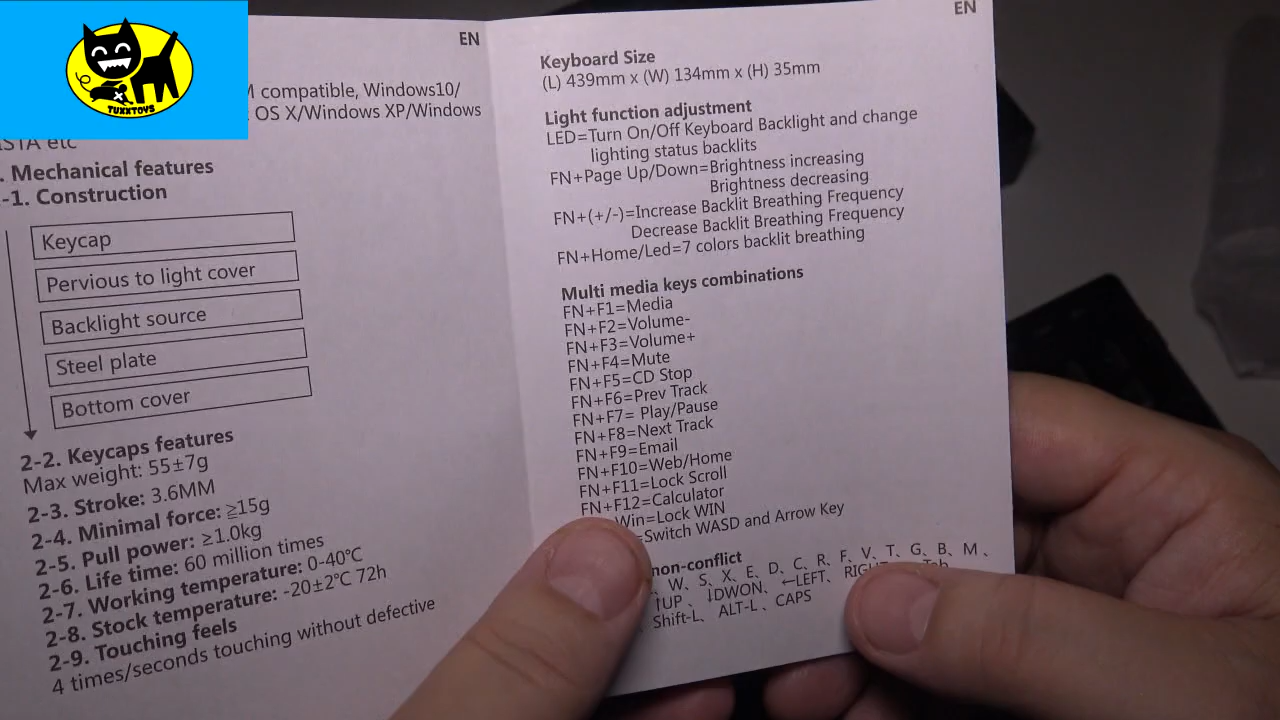 TUXXTOYS
EN
compatible, Windows10/
OS X/Windows XP/Windows
etc
. Mechanical features
-1. Construction
Keycap
Pervious to light cover
Backlight source
Steel plate
Bottom cover
2-2. Keycaps features
Max weight: 55±7g
2-3. Stroke: 3.6MM
2-4. Minimal force: ≧15g
2-5. Pull power: ≥1.0kg
2-6. Life time: 60 million times
2-7. Working temperature: 0-40℃
2-8. Stock temperature: -20±2℃ 72h
2-9. Touching feels
4 times/seconds touching without defective
EN
Keyboard Size
(L) 439mm x (W) 134mm x (H) 35mm
Light function adjustment
LED=Turn On/Off Keyboard Backlight and change
lighting status backlits
FN+Page Up/Down=Brightness increasing
Brightness decreasing
FN+(+/-)=Increase Backlit Breathing Frequency
Decrease Backlit Breathing Frequency
FN+Home/Led=7 colors backlit breathing
Multi media keys combinations
FN+F1=Media
FN+F2=Volume-
FN+F3=Volume+
FN+F4=Mute
FN+F5=CD Stop
FN+F6=Prev Track
FN+F7= Play/Pause
FN+F8=Next Track
FN+F9=Email
FN+F10=Web/Home
FN+F11=Lock Scroll
FN+F12=Calculator
Win=Lock WIN
=Switch WASD and Arrow Key
non-conflict
W、S、X、E、D、C、R、F、V、T、G、B、M、
↑UP 、↓DWON、←LEFT、
Shift-L、 ALT-L、CAPS